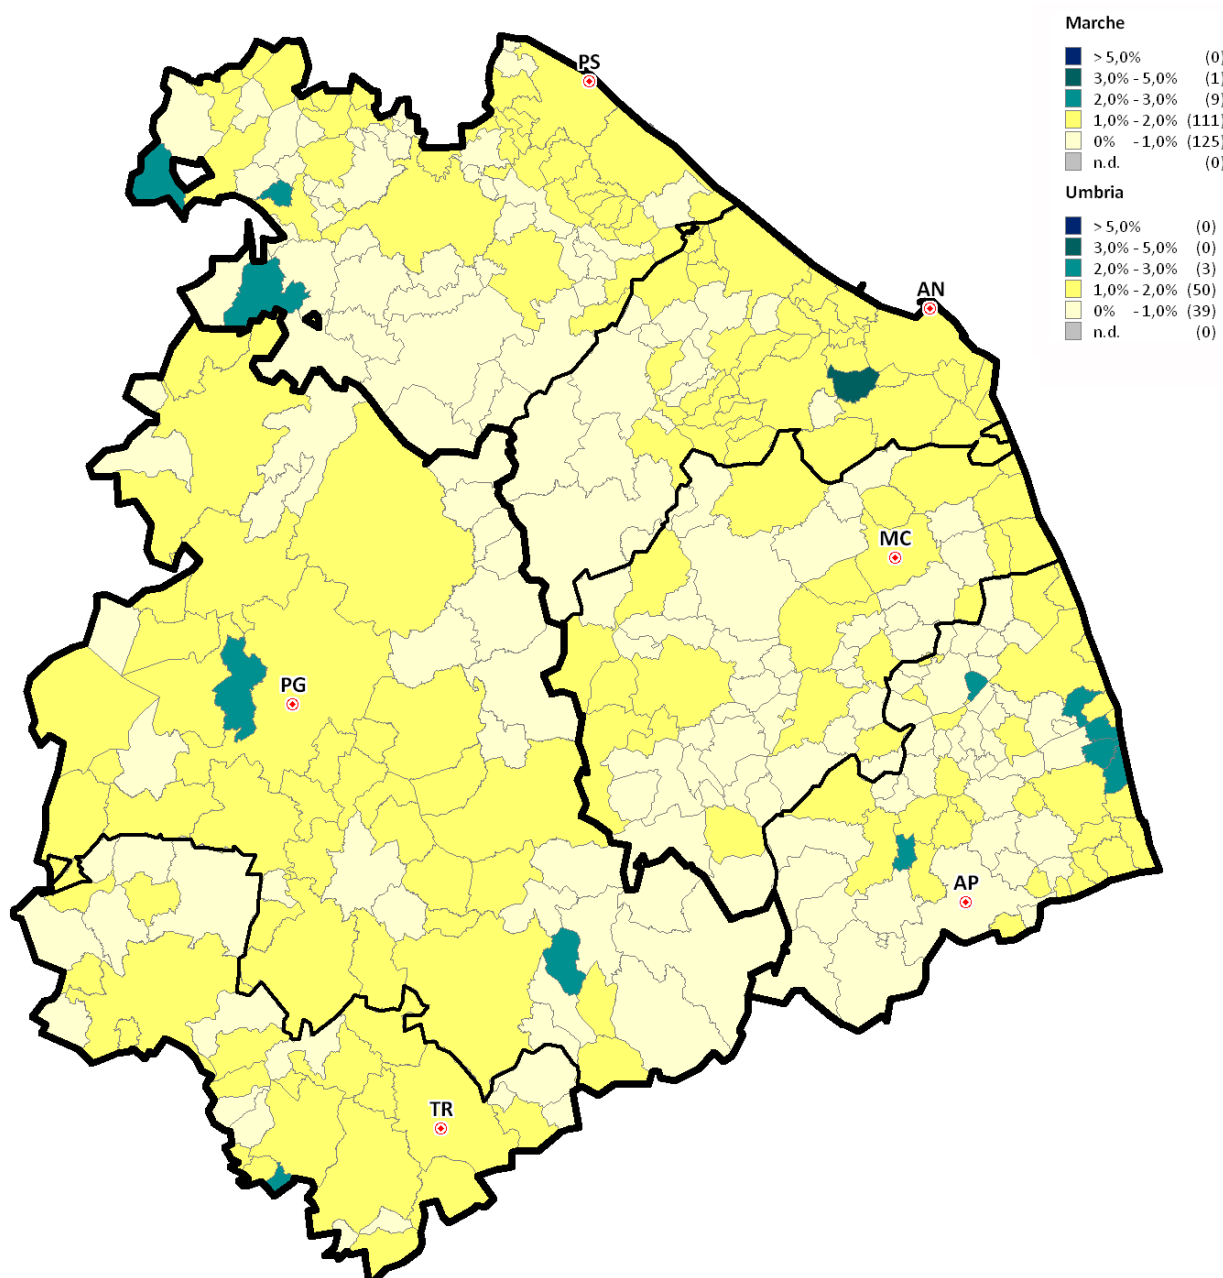 Marche
> 5,0% (0)
3,0% - 5,0% (1)
2,0% - 3,0% (9)
1,0% - 2,0% (111)
0% - 1,0% (125)
n.d. (0)
Umbria
> 5,0% (0)
3,0% - 5,0% (0)
2,0% - 3,0% (3)
1,0% - 2,0% (50)
0% - 1,0% (39)
n.d. (0)
PS
AN
MC
PG
AP
TR